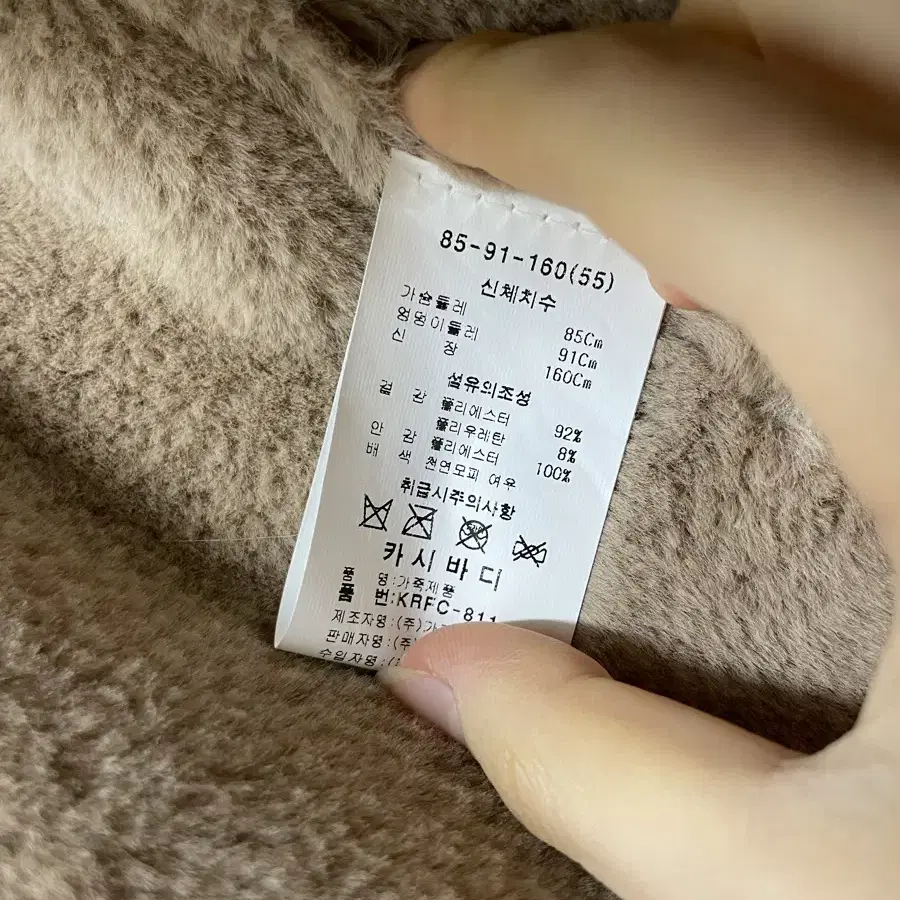 85-91-160(55)
신체치수
가슴둘레 85Cm
엉덩이둘레 91Cm
신 장 160Cm
섬유의조성
겉 감 폴리에스터 92%
폴리우레탄 8%
안 감 폴리에스터 100%
배 색 천연모피 여우
취급시주의사항
카시바디
품 명:가죽제품
품 번:KRFC-811
제조자명:(주)
판매자명:(주)
수입자명:(